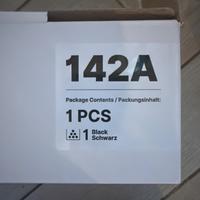 142A
Package Contents / Packungsinhalt:
1 PCS
1 Black
Schwarz